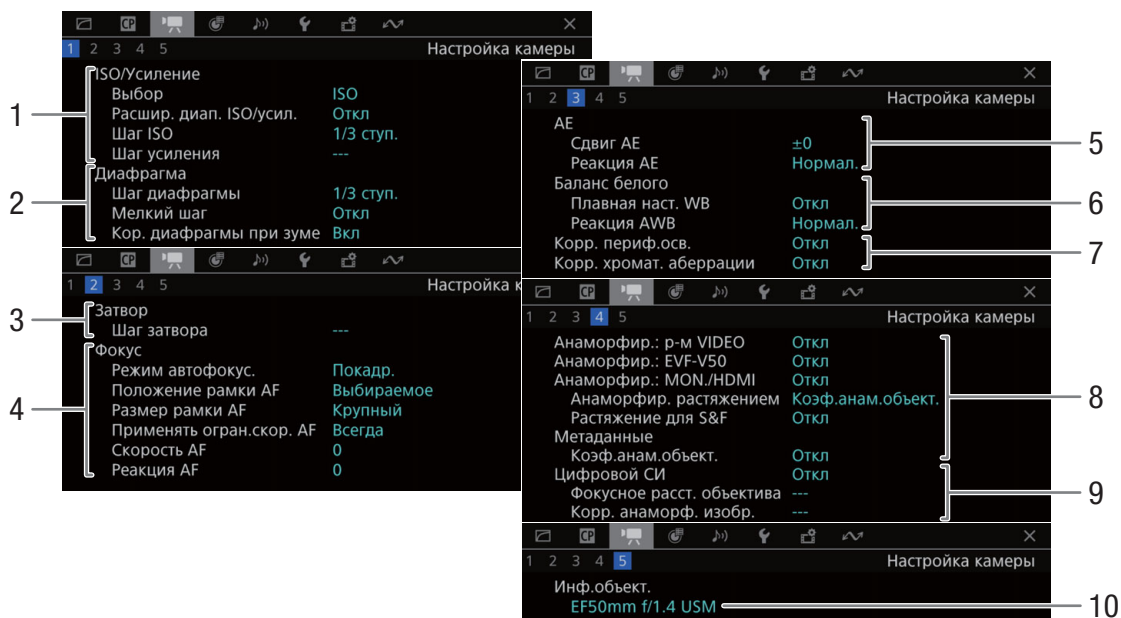 CP
1 2 3 4 5 Настройка камеры
1
ISO/Усиление
Выбор ISO
Расшир. диап. ISO/усил. Откл
Шаг ISO 1/3 ступ.
Шаг усиления ---
2
Диафрагма
Шаг диафрагмы 1/3 ступ.
Мелкий шаг Откл
Кор. диафрагмы при зуме Вкл
CP
1 2 3 4 5 Настройка к
3
Затвор
Шаг затвора ---
4
Фокус
Режим автофокус. Покадр.
Положение рамки AF Выбираемое
Размер рамки AF Крупный
Применять огран.скор. AF Всегда
Скорость AF 0
Реакция AF 0
CP
1 2 3 4 5 Настройка камеры
AE
Сдвиг AE ±0
Реакция AE Нормал.
5
Баланс белого
Плавная наст. WB Откл
Реакция AWB Нормал.
6
Корр. периф.осв. Откл
Корр. хромат. аберрации Откл
7
CP
1 2 3 4 5 Настройка камеры
Анаморфир.: р-м VIDEO Откл
Анаморфир.: EVF-V50 Откл
Анаморфир.: MON./HDMI Откл
Анаморфир. растяжением Коэф.анам.объект.
Растяжение для S&F Откл
Метаданные
Коэф.анам.объект. Откл
8
Цифровой СИ Откл
Фокусное расст. объектива ---
Корр. анаморф. изобр. ---
9
CP
1 2 3 4 5 Настройка камеры
Инф.объект.
EF50mm f/1.4 USM
10